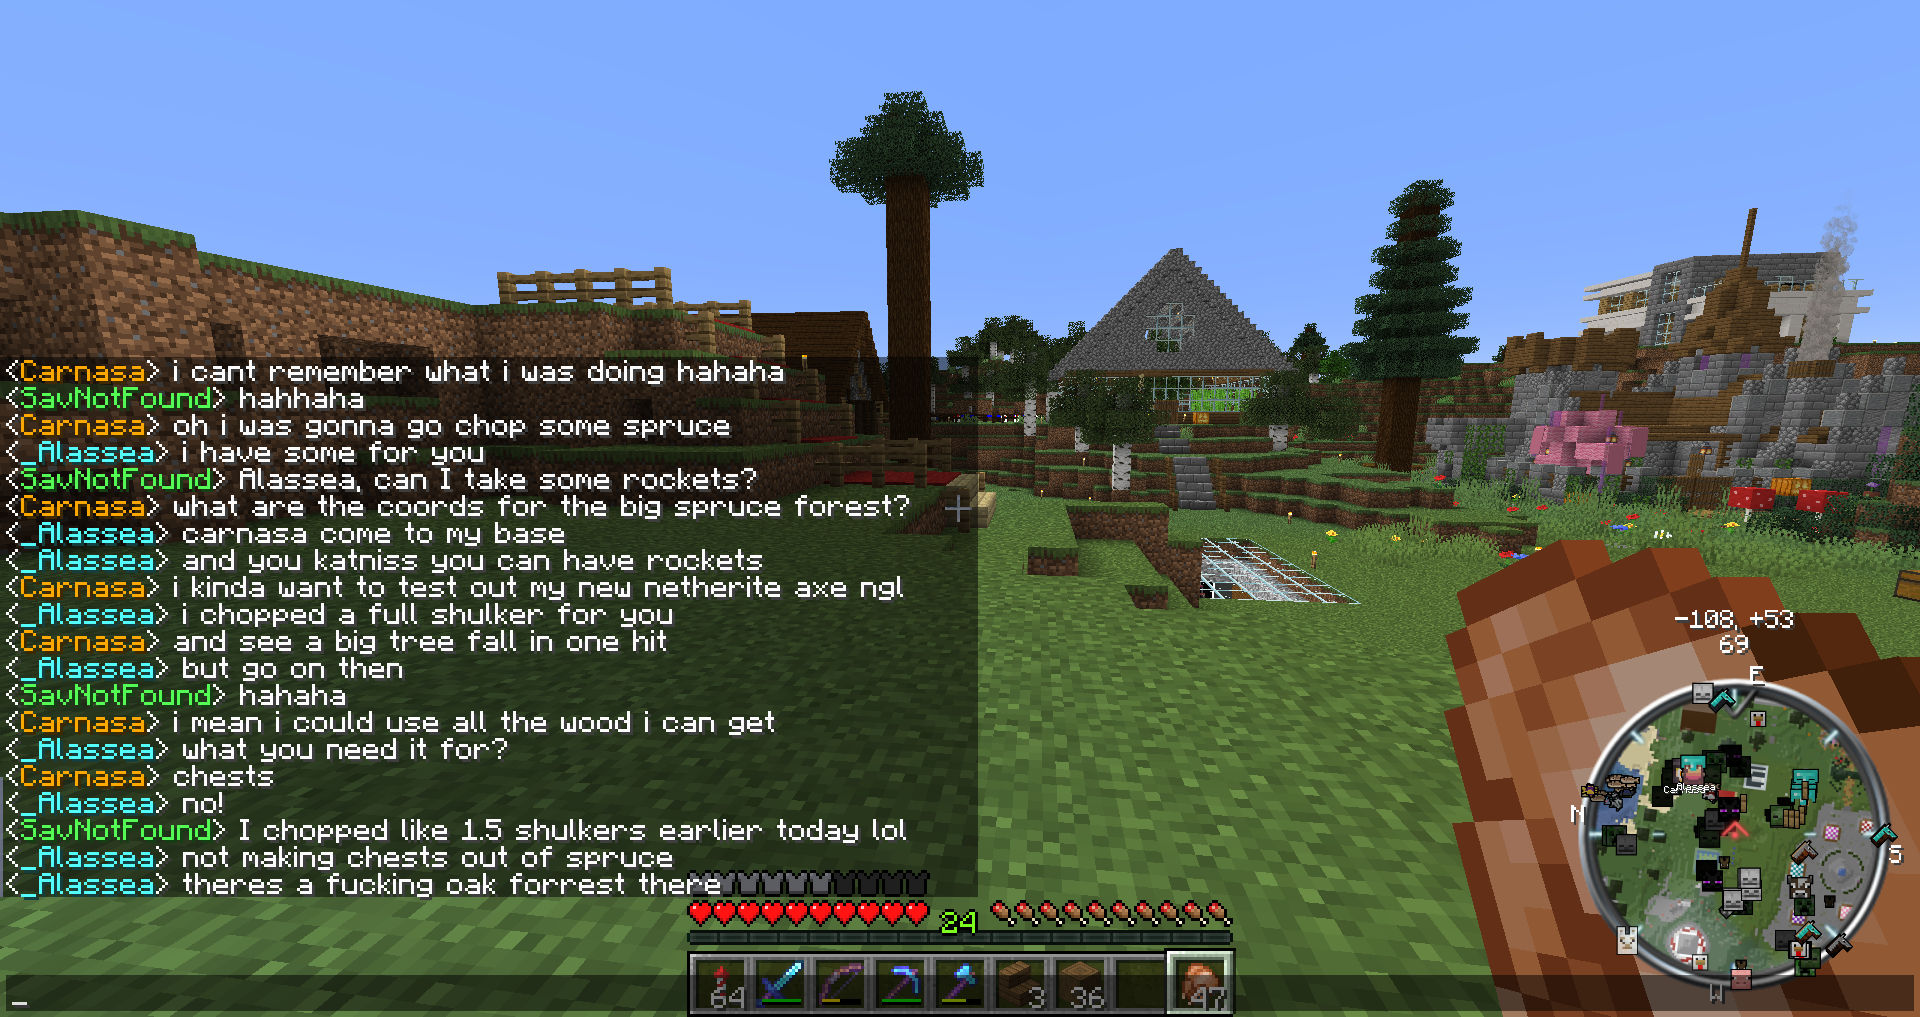 <Carnasa> i cant remember what i was doing hahaha
<SavNotFound> hahhaha
<Carnasa> oh i was gonna go chop some spruce
<_Alassea> i have some for you
<SavNotFound> Alassea, can I take some rockets?
<Carnasa> what are the coords for the big spruce forest?
<_Alassea> carnasa come to my base
<_Alassea> and you katniss you can have rockets
<Carnasa> i kinda want to test out my new netherite axe ngl
<_Alassea> i chopped a full shulker for you
<Carnasa> and see a big tree fall in one hit
<_Alassea> but go on then
<SavNotFound> hahaha
<Carnasa> i mean i could use all the wood i can get
<_Alassea> what you need it for?
<Carnasa> chests
<_Alassea> no!
<SavNotFound> I chopped like 1.5 shulkers earlier today lol
<_Alassea> not making chests out of spruce
<_Alassea> theres a fucking oak forrest there
_
24
64
3
36
47
-108, +53
69
E
N
S
W
Alassea